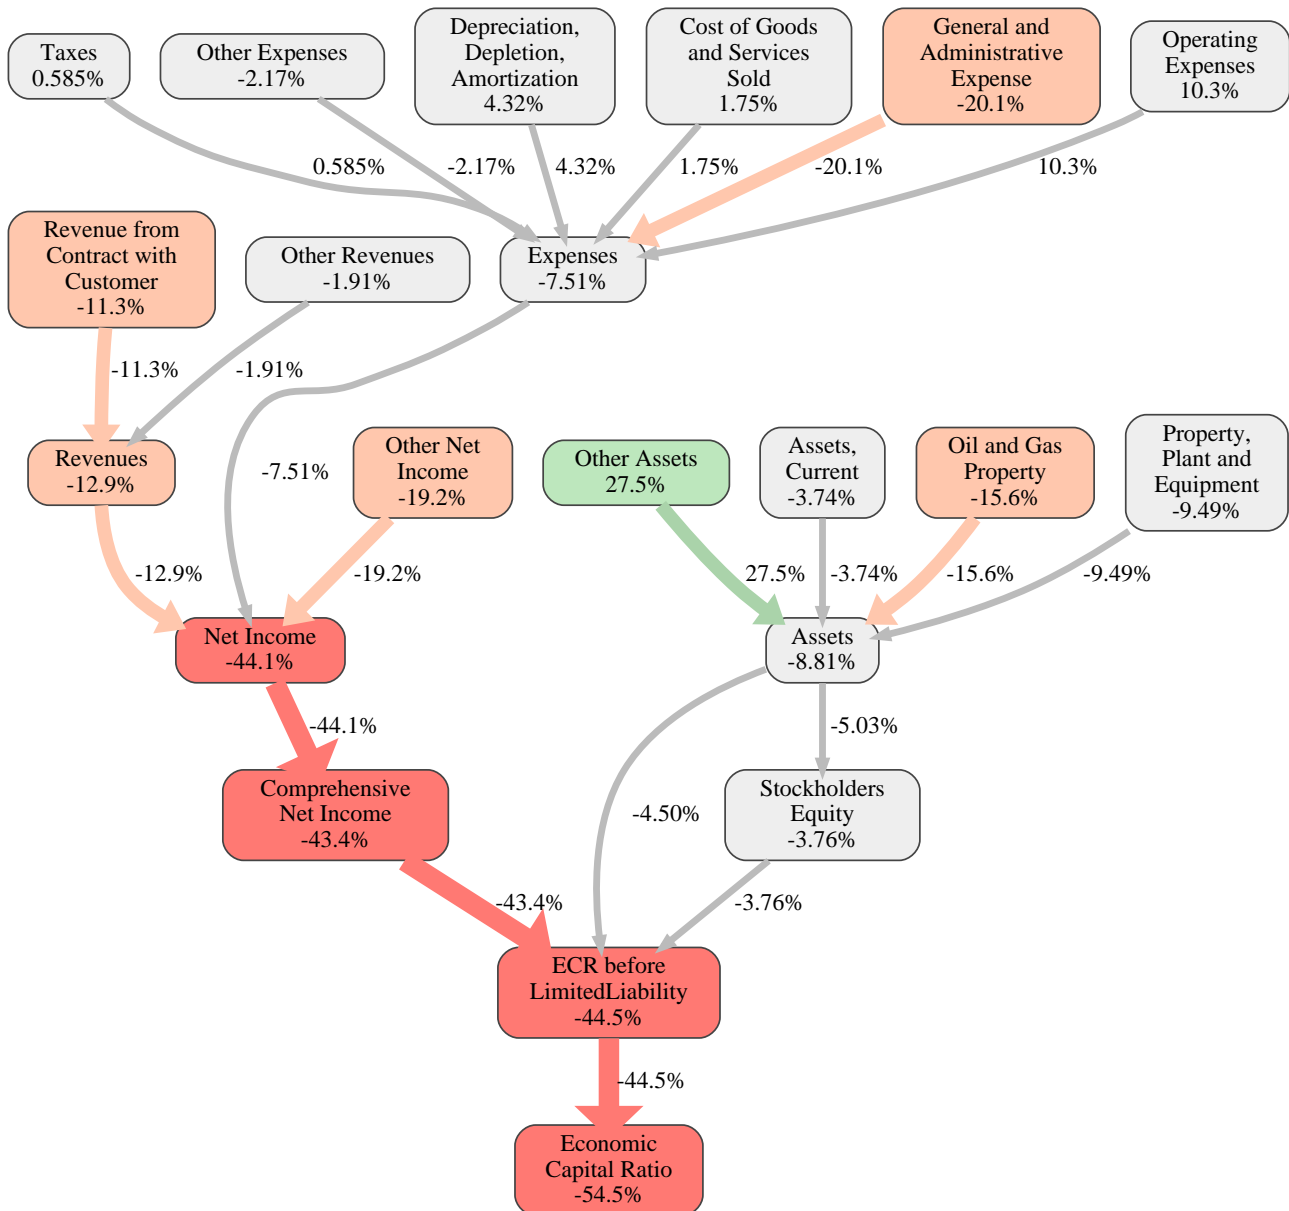 Taxes
0.585%
Other Expenses
-2.17%
Depreciation,
Depletion,
Amortization
4.32%
Cost of Goods
and Services
Sold
1.75%
General and
Administrative
Expense
-20.1%
Operating
Expenses
10.3%
0.585%
-2.17%
4.32%
1.75%
-20.1%
10.3%
Revenue from
Contract with
Customer
-11.3%
Other Revenues
-1.91%
Expenses
-7.51%
-11.3%
-1.91%
-7.51%
Revenues
-12.9%
Other Net
Income
-19.2%
Other Assets
27.5%
Assets,
Current
-3.74%
Oil and Gas
Property
-15.6%
Property,
Plant and
Equipment
-9.49%
-12.9%
-19.2%
27.5%
-3.74%
-15.6%
-9.49%
Net Income
-44.1%
Assets
-8.81%
-44.1%
-5.03%
-4.50%
Comprehensive
Net Income
-43.4%
Stockholders
Equity
-3.76%
-43.4%
-3.76%
ECR before
LimitedLiability
-44.5%
-44.5%
Economic
Capital Ratio
-54.5%